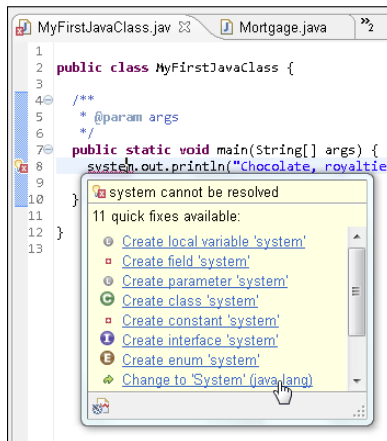 MyFirstJavaClass.jav Mortgage.java »2
1
2 public class MyFirstJavaClass {
3
4 /**
5 * @param args
6 */
7 public static void main(String[] args) {
8 system.out.println("Chocolate, royaltie
9
10 }
11
12 }
13
system cannot be resolved
11 quick fixes available:
Create local variable 'system'
Create field 'system'
Create parameter 'system'
Create class 'system'
Create constant 'system'
Create interface 'system'
Create enum 'system'
Change to 'System' (java.lang)